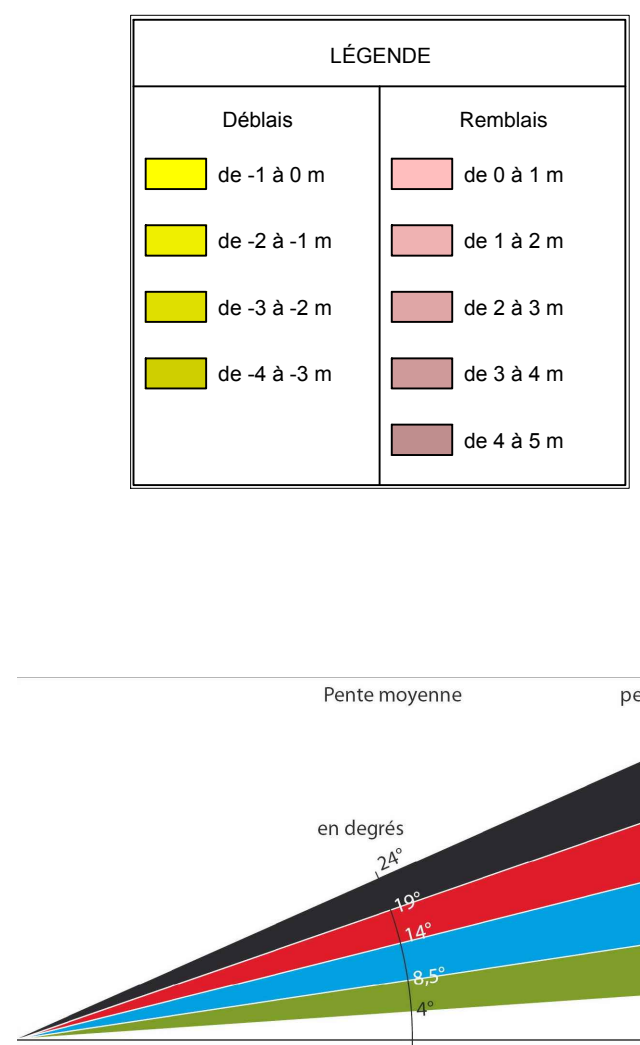 LÉGENDE
Déblais
de -1 à 0 m
de -2 à -1 m
de -3 à -2 m
de -4 à -3 m
Remblais
de 0 à 1 m
de 1 à 2 m
de 2 à 3 m
de 3 à 4 m
de 4 à 5 m
Pente moyenne
pe
en degrés
24°
19°
14°
8,5°
4°